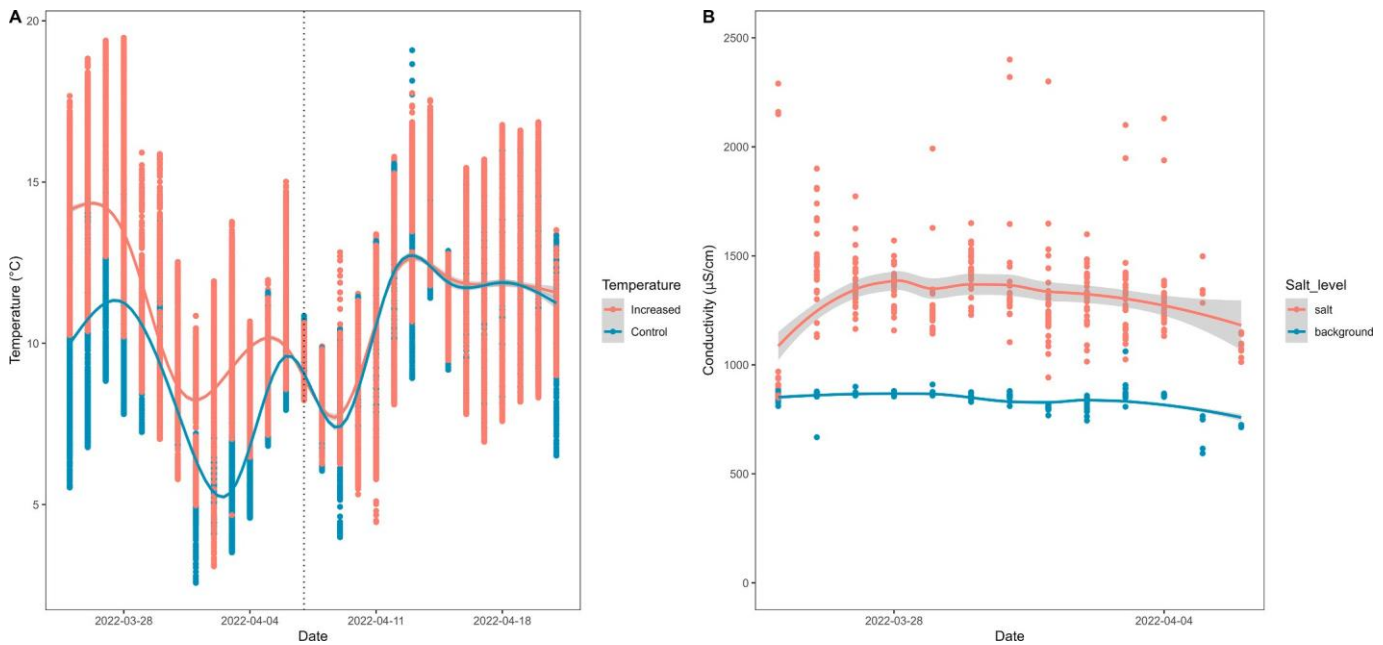 A
20
15
10
5
Temperature (°C)
2022-03-28
2022-04-04
2022-04-11
2022-04-18
Date
Temperature
Increased
Control
B
2500
2000
1500
1000
500
0
Conductivity (µS/cm)
2022-03-28
2022-04-04
Date
Salt_level
salt
background